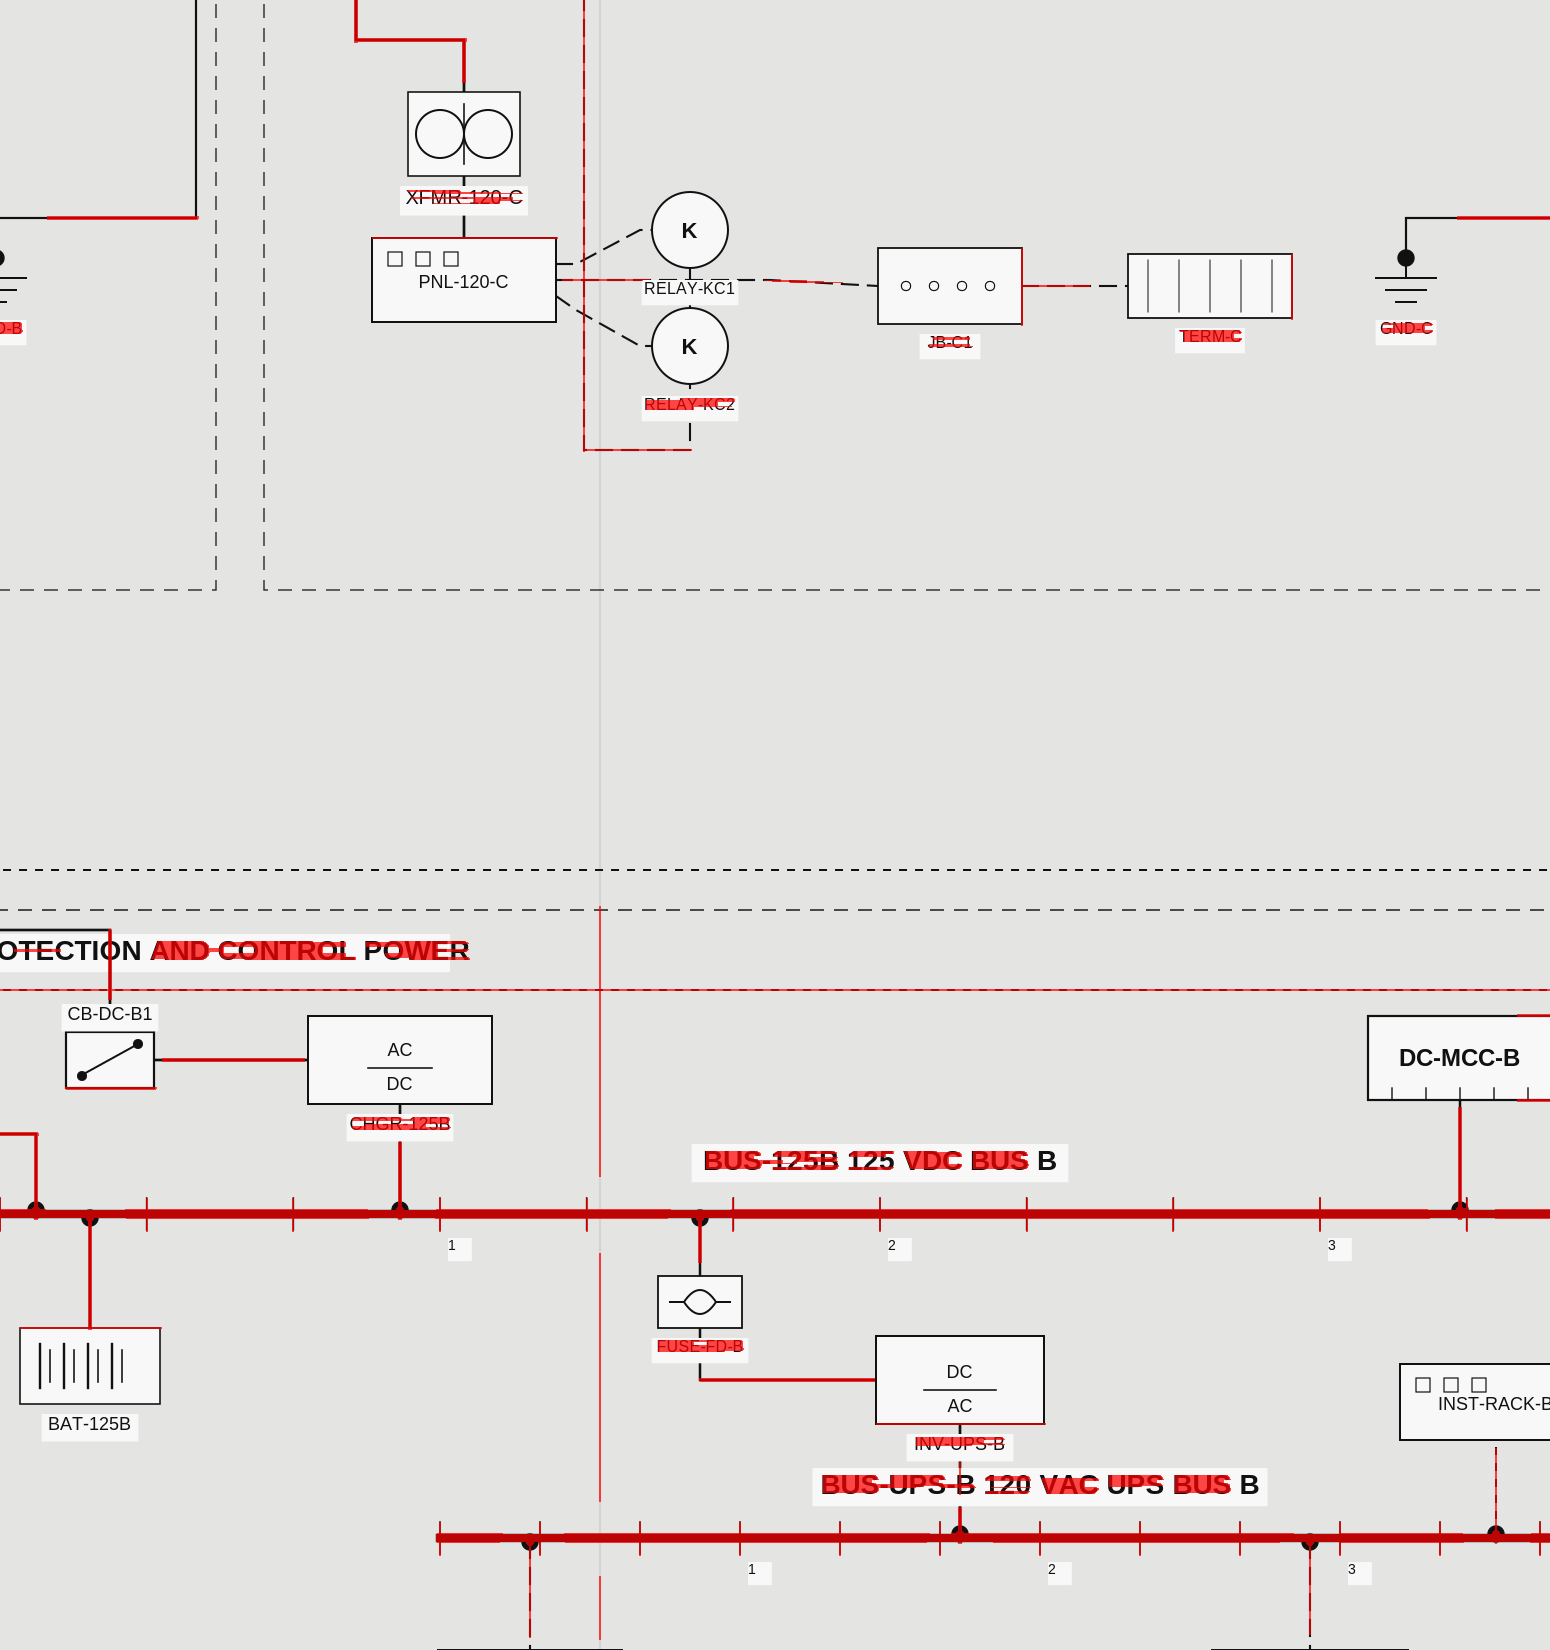 XFMR-120-C
K
PNL-120-C
RELAY-KC1
K
D-B
JB-C1
TERM-C
GND-C
RELAY-KC2
OTECTION AND CONTROL POWER
CB-DC-B1
AC
DC
DC-MCC-B
CHGR-125B
BUS-125B 125 VDC BUS B
1
2
3
FUSE-FD-B
DC
AC
INST-RACK-B
BAT-125B
INV-UPS-B
BUS-UPS-B 120 VAC UPS BUS B
1
2
3